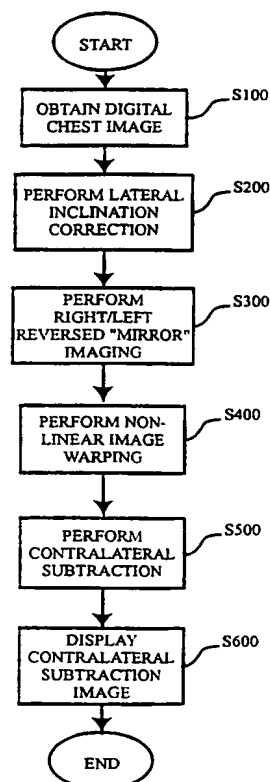 START
S100
OBTAIN DIGITAL
CHEST IMAGE
S200
PERFORM LATERAL
INCLINATION
CORRECTION
S300
PERFORM
RIGHT/LEFT
REVERSED "MIRROR"
IMAGING
S400
PERFORM NON-
LINEAR IMAGE
WARPING
S500
PERFORM
CONTRALATERAL
SUBTRACTION
S600
DISPLAY
CONTRALATERAL
SUBTRACTION
IMAGE
END